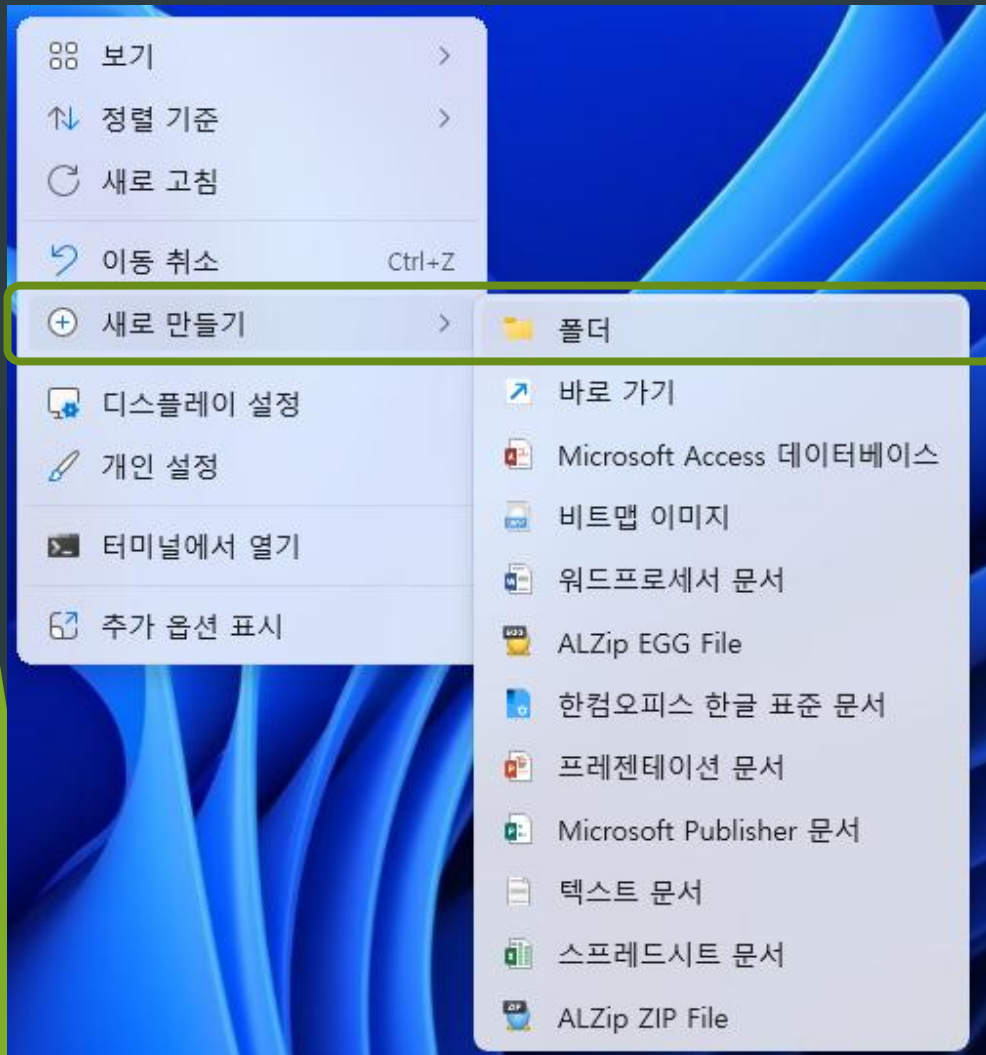 보기
정렬 기준
새로 고침
이동 취소 Ctrl+Z
새로 만들기
디스플레이 설정
개인 설정
터미널에서 열기
추가 옵션 표시
폴더
바로 가기
Microsoft Access 데이터베이스
비트맵 이미지
워드프로세서 문서
ALZip EGG File
한컴오피스 한글 표준 문서
프레젠테이션 문서
Microsoft Publisher 문서
텍스트 문서
스프레드시트 문서
ALZip ZIP File